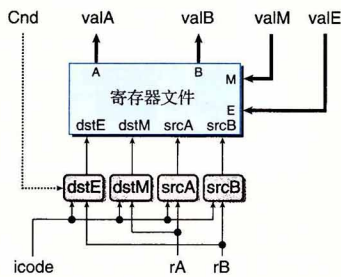 Cnd valA valB valM valE
A B M
寄存器文件
E
dstE dstM srcA srcB
dstE dstM srcA srcB
icode rA rB